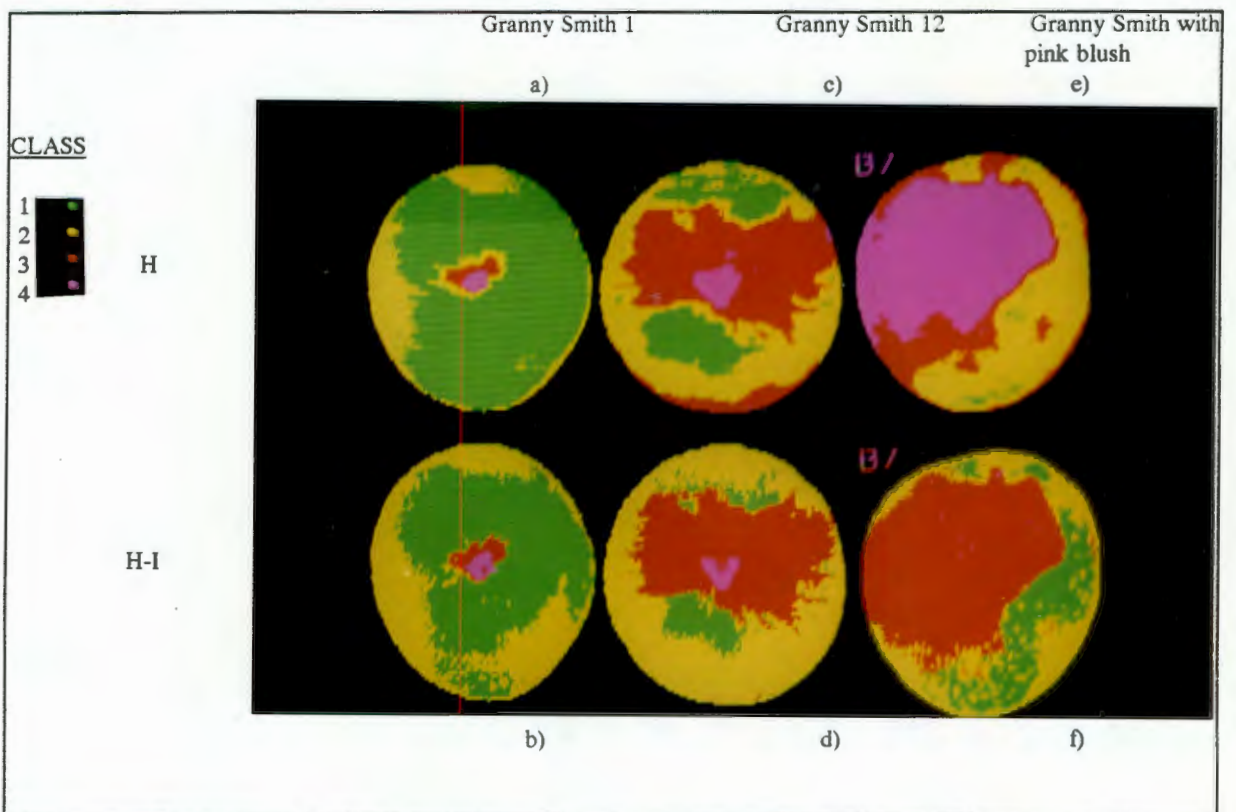 Granny Smith 1 Granny Smith 12 Granny Smith with
pink blush
a) c) e)
CLASS
1
2
3
4
H
H-I
b) d) f)